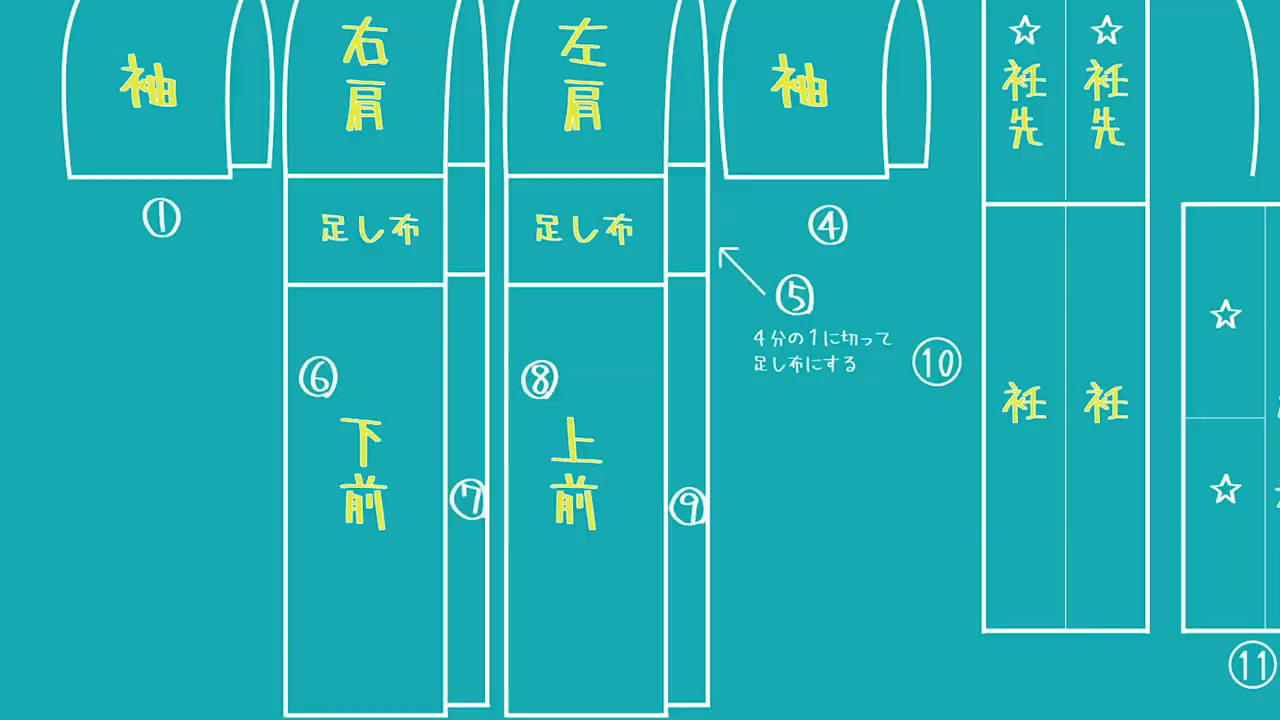 袖
①
右肩
足し布
⑥
下前
⑦
左肩
足し布
⑧
上前
⑨
袖
④
⑤
4分の1に切って
足し布にする
⑩
☆
衽先
☆
衽先
衽
衽
☆
☆
⑪